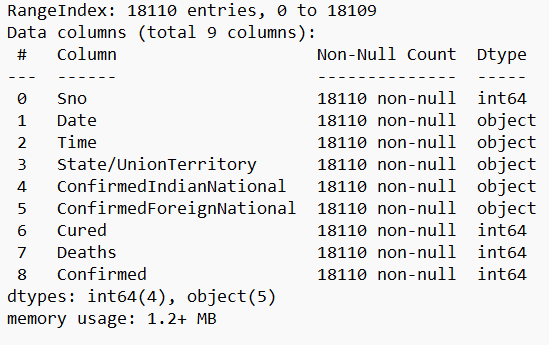 RangeIndex: 18110 entries, 0 to 18109
Data columns (total 9 columns):
 #   Column                    Non-Null Count  Dtype
---  ------                    --------------  -----
 0   Sno                       18110 non-null  int64
 1   Date                      18110 non-null  object
 2   Time                      18110 non-null  object
 3   State/UnionTerritory      18110 non-null  object
 4   ConfirmedIndianNational   18110 non-null  object
 5   ConfirmedForeignNational  18110 non-null  object
 6   Cured                     18110 non-null  int64
 7   Deaths                    18110 non-null  int64
 8   Confirmed                 18110 non-null  int64
dtypes: int64(4), object(5)
memory usage: 1.2+ MB